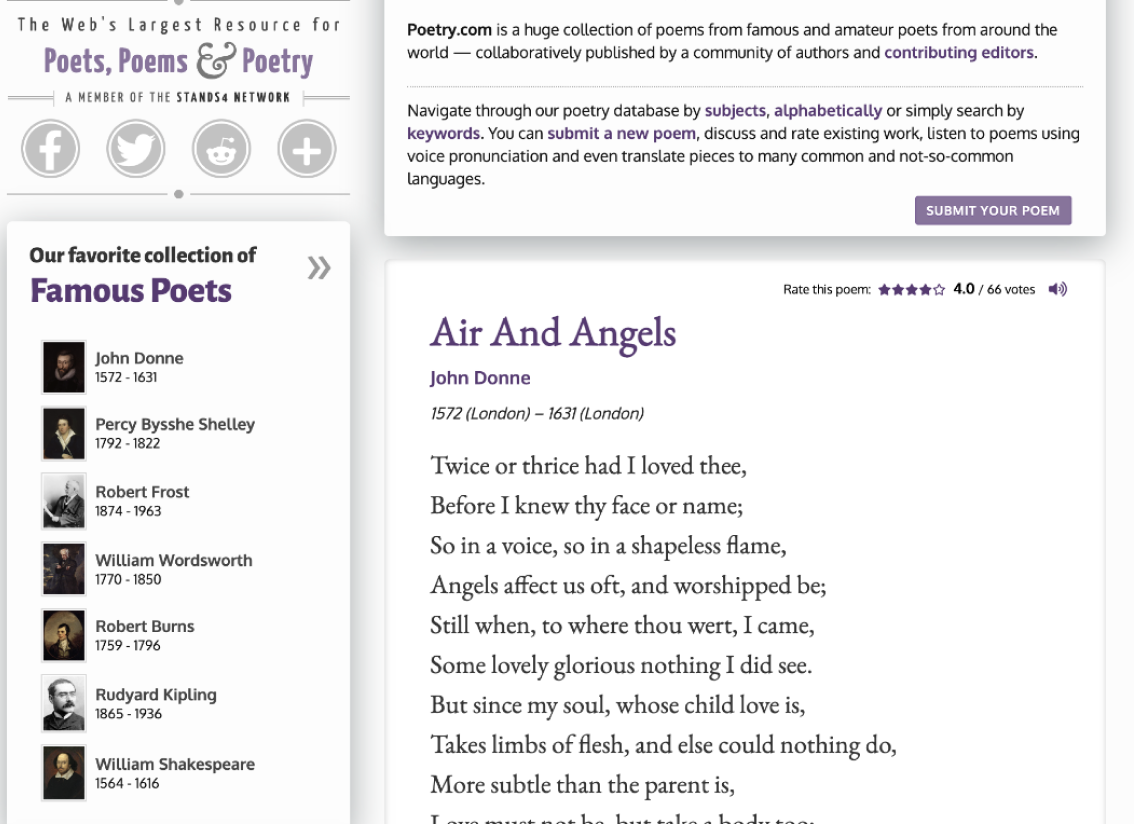 The Web's Largest Resource for
Poets, Poems & Poetry
A MEMBER OF THE STANDS4 NETWORK
Our favorite collection of
Famous Poets
John Donne
1572 - 1631
Percy Bysshe Shelley
1792 - 1822
Robert Frost
1874 - 1963
William Wordsworth
1770 - 1850
Robert Burns
1759 - 1796
Rudyard Kipling
1865 - 1936
William Shakespeare
1564 - 1616
Poetry.com is a huge collection of poems from famous and amateur poets from around the
world — collaboratively published by a community of authors and contributing editors.
Navigate through our poetry database by subjects, alphabetically or simply search by
keywords. You can submit a new poem, discuss and rate existing work, listen to poems using
voice pronunciation and even translate pieces to many common and not-so-common
languages.
SUBMIT YOUR POEM
Rate this poem: 4.0 / 66 votes
Air And Angels
John Donne
1572 (London) – 1631 (London)
Twice or thrice had I loved thee,
Before I knew thy face or name;
So in a voice, so in a shapeless flame,
Angels affect us oft, and worshipped be;
Still when, to where thou wert, I came,
Some lovely glorious nothing I did see.
But since my soul, whose child love is,
Takes limbs of flesh, and else could nothing do,
More subtle than the parent is,
Love must not be, but take a body too;